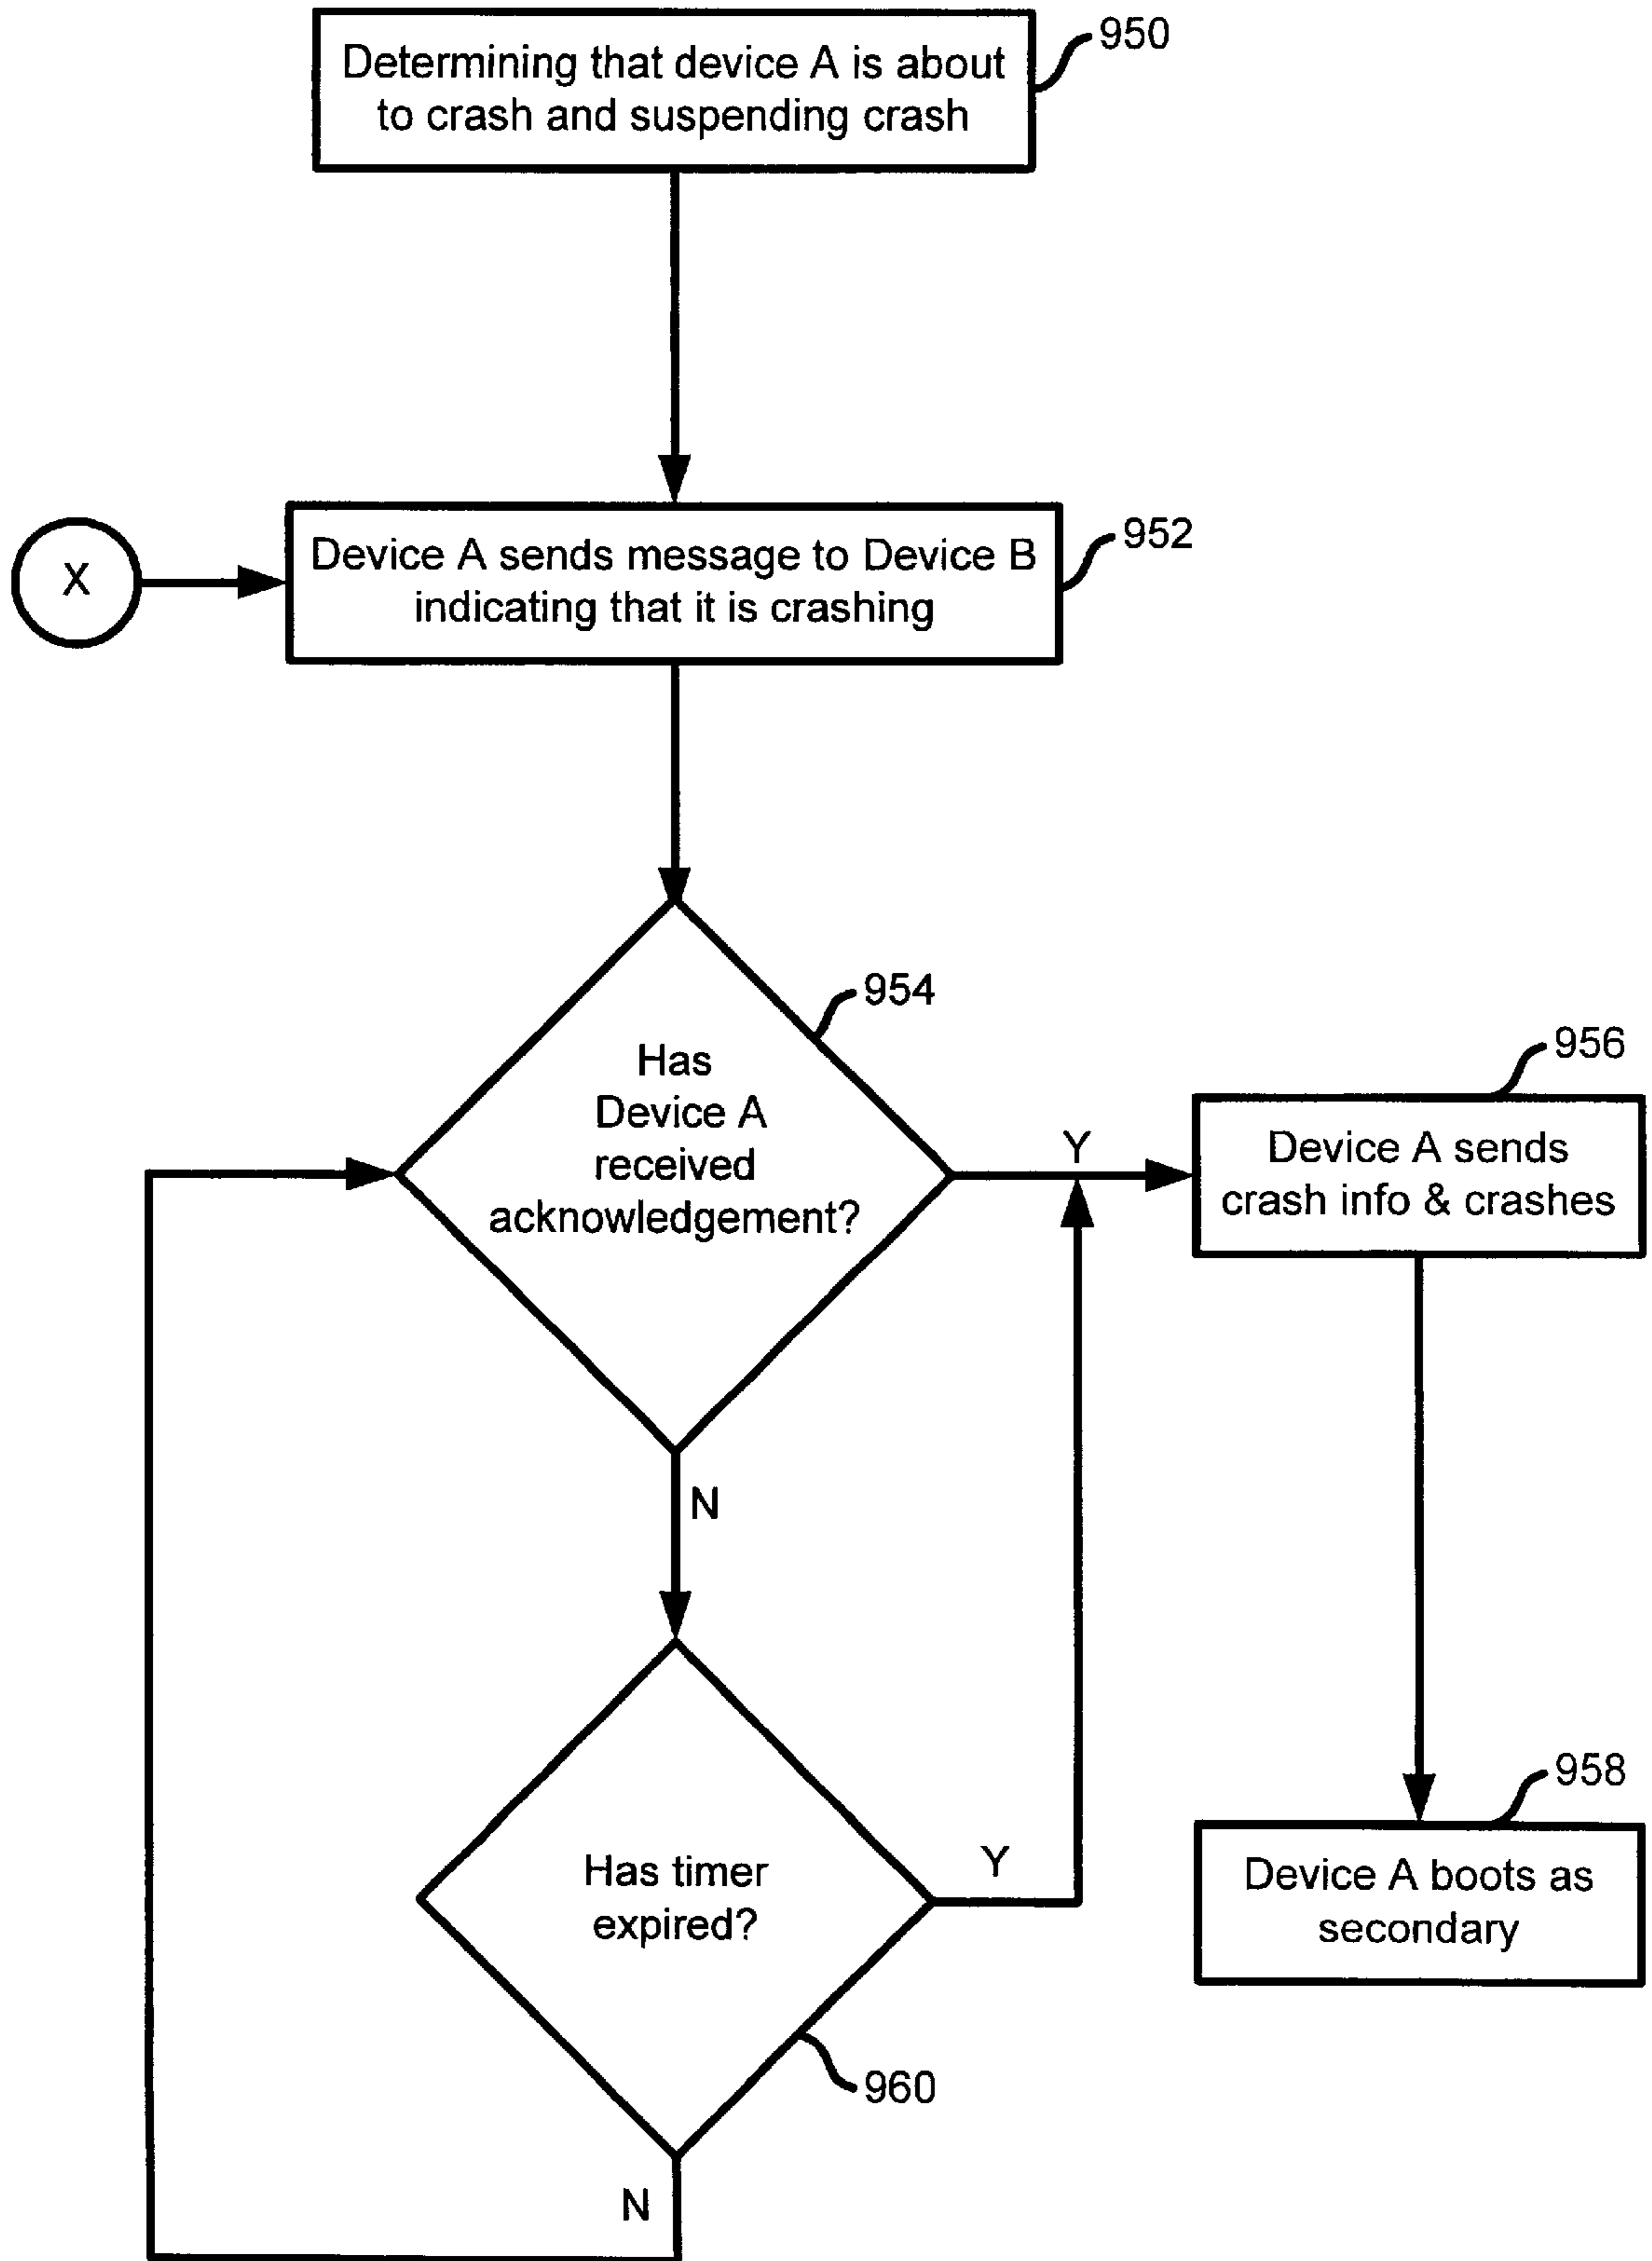 Determining that device A is about
to crash and suspending crash
950
X
Device A sends message to Device B
indicating that it is crashing
952
Has
Device A
received
acknowledgement?
954
Y
Device A sends
crash info & crashes
956
N
Has timer
expired?
Y
960
N
Device A boots as
secondary
958